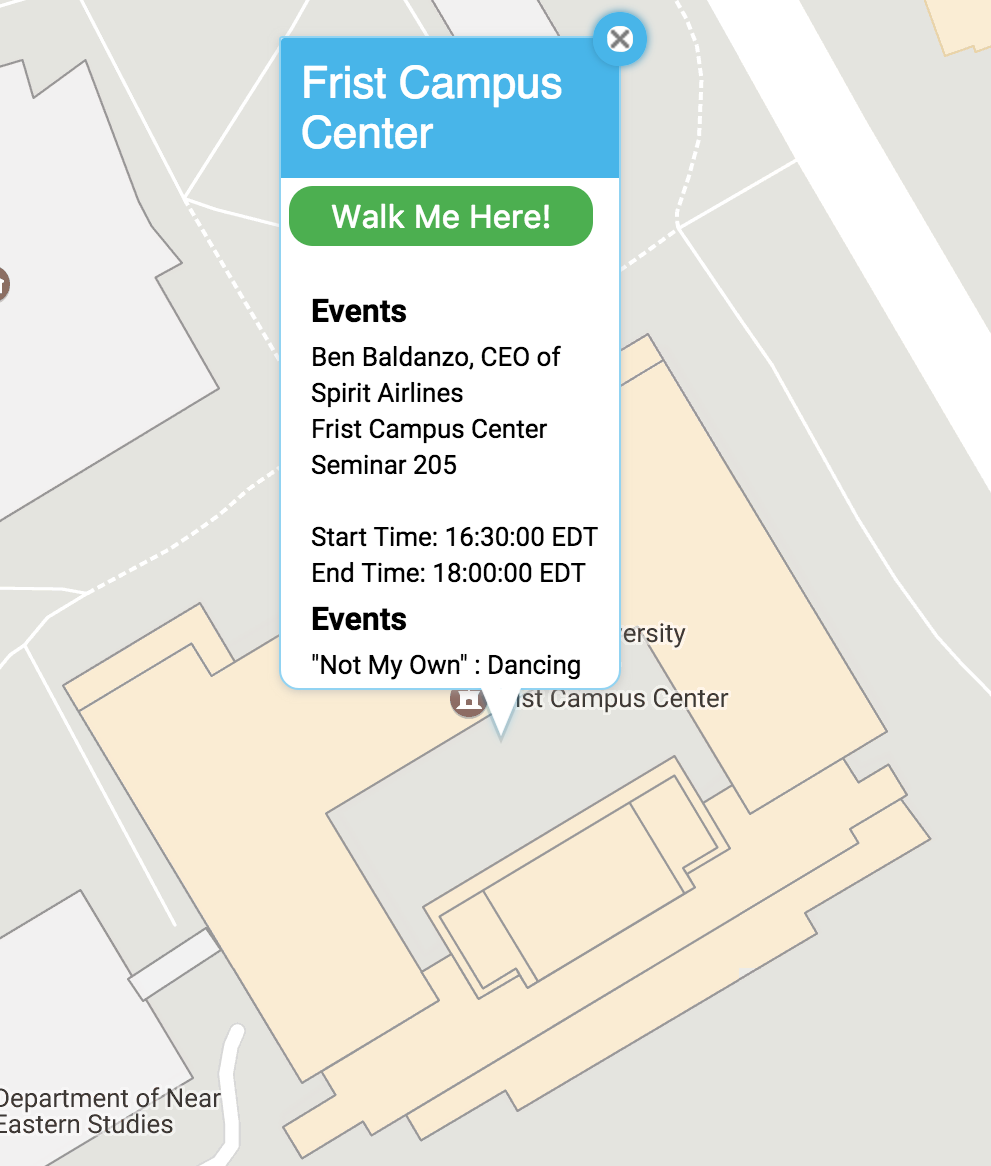 Frist Campus
Center
Walk Me Here!
Events
Ben Baldanzo, CEO of
Spirit Airlines
Frist Campus Center
Seminar 205
Start Time: 16:30:00 EDT
End Time: 18:00:00 EDT
Events
"Not My Own" : Dancing
ersity
ist Campus Center
Department of Near
Eastern Studies